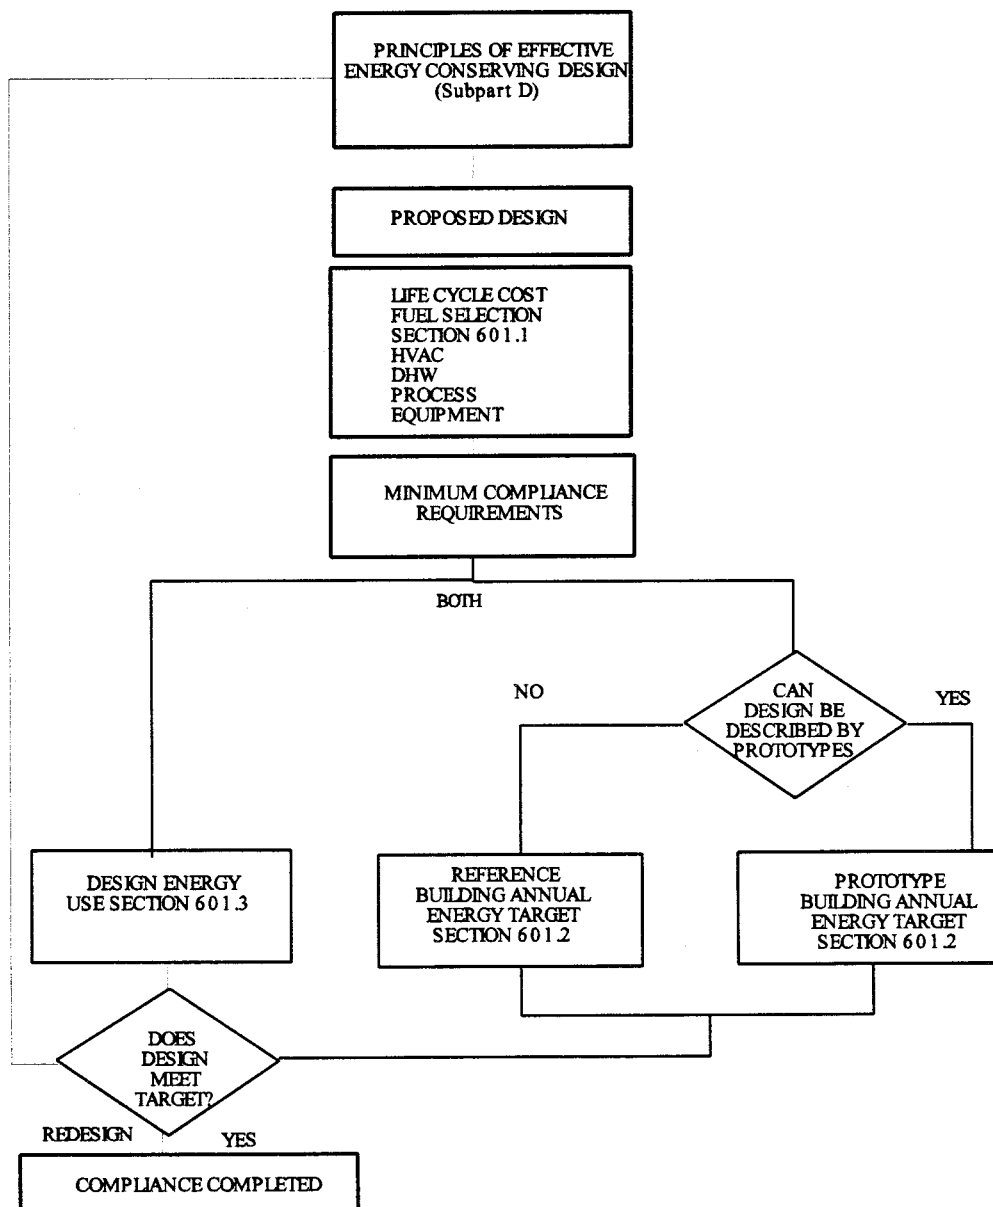 PRINCIPLES OF EFFECTIVE
ENERGY CONSERVING DESIGN
(Subpart D)
PROPOSED DESIGN
LIFE CYCLE COST
FUEL SELECTION
SECTION 601.1
HVAC
DHW
PROCESS
EQUIPMENT
MINIMUM COMPLIANCE
REQUIREMENTS
BOTH
NO
CAN
DESIGN BE
DESCRIBED BY
PROTOTYPES
YES
DESIGN ENERGY
USE SECTION 601.3
REFERENCE
BUILDING ANNUAL
ENERGY TARGET
SECTION 601.2
PROTOTYPE
BUILDING ANNUAL
ENERGY TARGET
SECTION 601.2
DOES
DESIGN
MEET
TARGET?
REDESIGN
YES
COMPLIANCE COMPLETED